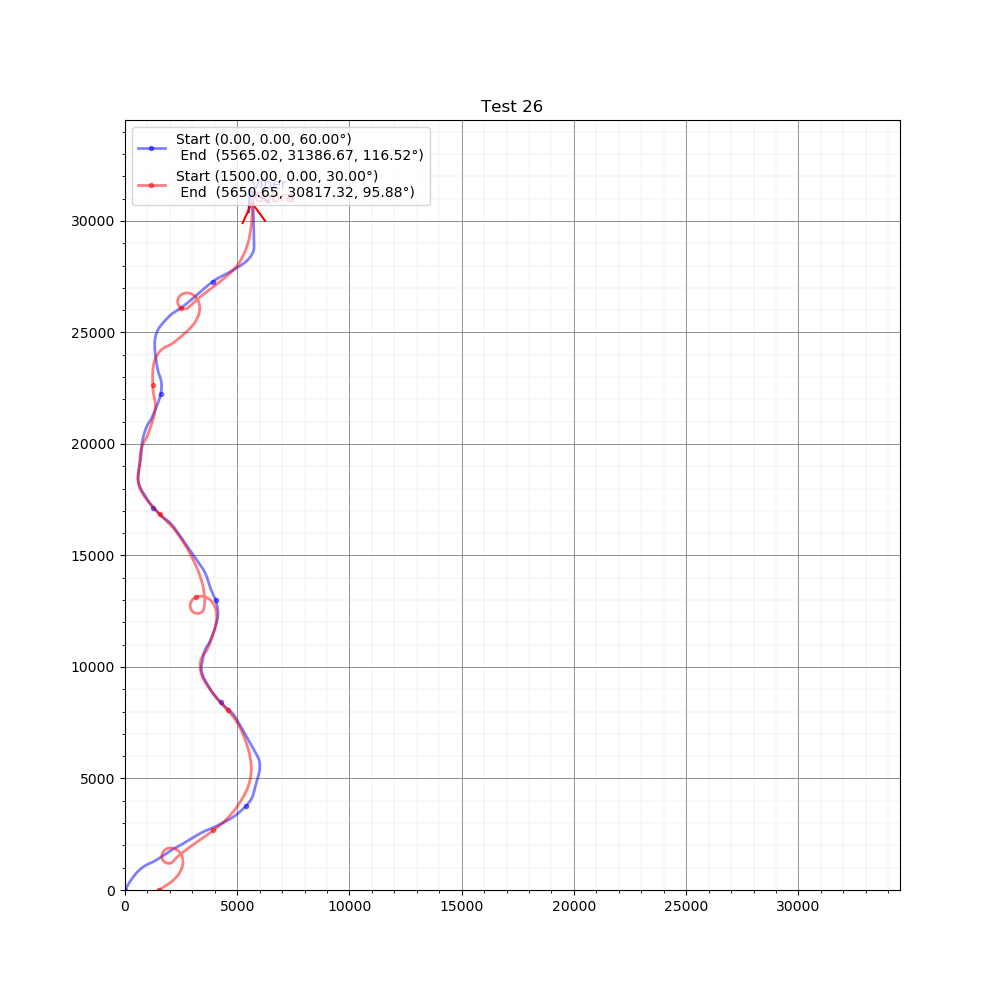 Test 26
Start (0.00, 0.00, 60.00°)
End (5565.02, 31386.67, 116.52°)
Start (1500.00, 0.00, 30.00°)
End (5650.65, 30817.32, 95.88°)
30000
25000
20000
15000
10000
5000
0
0 5000 10000 15000 20000 25000 30000